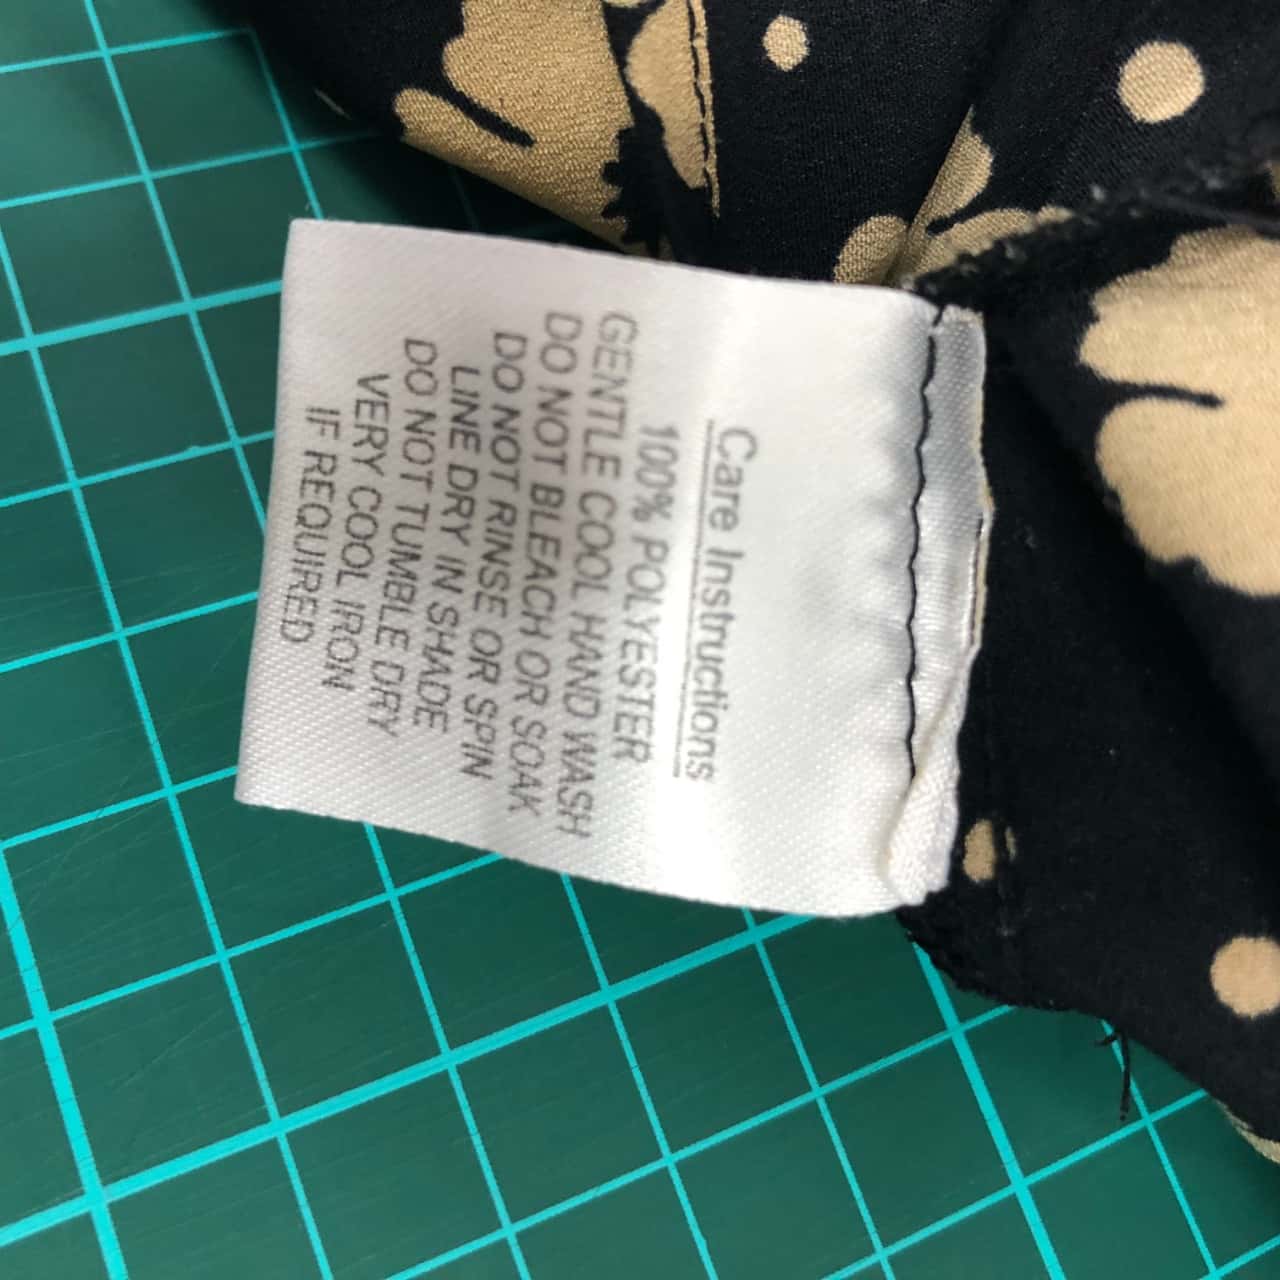 Care Instructions
100% POLYESTER
GENTLE COOL HAND WASH
DO NOT BLEACH OR SOAK
DO NOT RINSE OR SPIN
LINE DRY IN SHADE
DO NOT TUMBLE DRY
VERY COOL IRON
IF REQUIRED